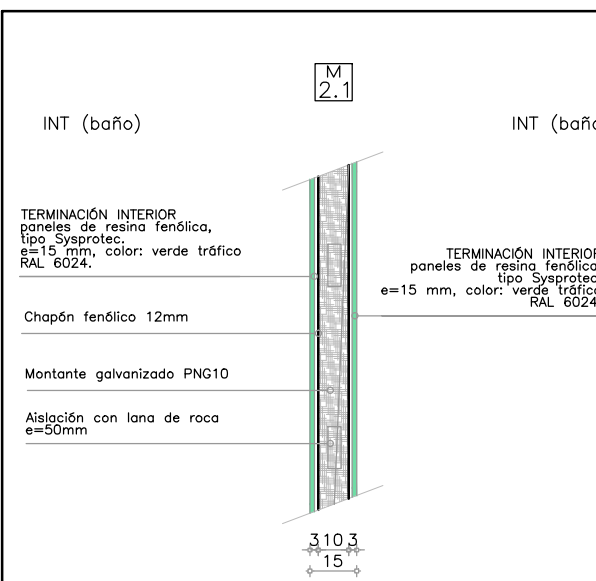 M
2.1
INT (baño)
INT (baño
TERMINACIÓN INTERIOR
paneles de resina fenólica,
tipo Sysprotec.
e=15 mm, color: verde tráfico
RAL 6024.
TERMINACIÓN INTERIOR
paneles de resina fenólica
tipo Sysprotec
e=15 mm, color: verde tráfico
RAL 6024
Chapón fenólico 12mm
Montante galvanizado PNG10
Aislación con lana de roca
e=50mm
3 10 3
15